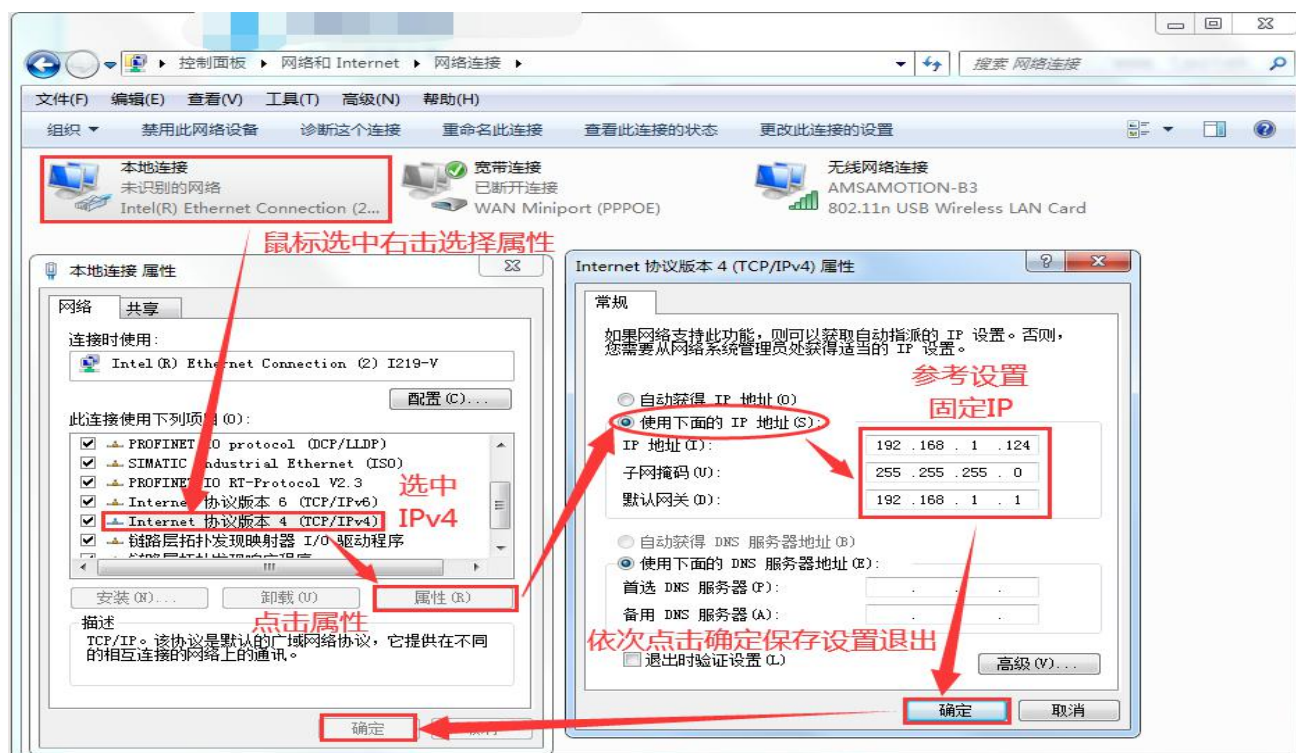 控制面板 网络和 Internet 网络连接
搜索 网络连接
文件(F) 编辑(E) 查看(V) 工具(T) 高级(N) 帮助(H)
组织 禁用此网络设备 诊断这个连接 重命名此连接 查看此连接的状态 更改此连接的设置
本地连接
未识别的网络
Intel(R) Ethernet Connection (2...
宽带连接
已断开连接
WAN Miniport (PPPOE)
无线网络连接
AMSAMOTION-B3
802.11n USB Wireless LAN Card
鼠标选中右击选择属性
本地连接 属性
网络 共享
连接时使用:
Intel(R) Ethernet Connection (2) I219-V
配置(C)...
此连接使用下列项目(O):
PROFINET IO protocol (DCP/LLDP)
SIMATIC Industrial Ethernet (ISO)
PROFINET IO RT-Protocol V2.3
Internet 协议版本 6 (TCP/IPv6)
Internet 协议版本 4 (TCP/IPv4)
链路层拓扑发现映射器 I/O 驱动程序
选中
IPv4
安装(N)... 卸载(U) 属性(R)
点击属性
描述
TCP/IP。该协议是默认的广域网络协议，它提供在不同
的相互连接的网络上的通讯。
确定
Internet 协议版本 4 (TCP/IPv4) 属性
常规
如果网络支持此功能，则可以获取自动指派的 IP 设置。否则，
您需要从网络系统管理员处获得适当的 IP 设置。
参考设置
固定IP
自动获得 IP 地址(O)
使用下面的 IP 地址(S):
IP 地址(I): 192 .168 . 1 .124
子网掩码(U): 255 .255 .255 . 0
默认网关(D): 192 .168 . 1 . 1
自动获得 DNS 服务器地址(B)
使用下面的 DNS 服务器地址(E):
首选 DNS 服务器(P): . . .
备用 DNS 服务器(A): . . .
依次点击确定保存设置退出
退出时验证设置(L)
高级(V)...
确定 取消